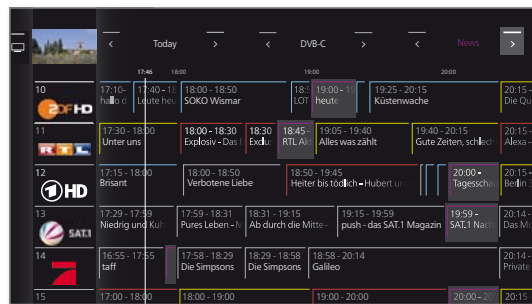 Today
DVB-C
News
17:46 18:00 19:00 20:00
10
ZDF HD
17:10-
hallo d
17:40 - 18
Leute heu
18:00 - 18:50
SOKO Wismar
18:
LOT
19:00 - 19
heute
19:25 - 20:15
Küstenwache
20:15 -
Die Qu
11
RTL
17:30 - 18:00
Unter uns
18:00 - 18:30
Explosiv - Das
18:30
Exclu
18:45 -
RTL Ak
19:05 - 19:40
Alles was zählt
19:40 - 20:15
Gute Zeiten, schlech
20:15 -
Alexa -
12
HD
17:15 - 18:00
Brisant
18:00 - 18:50
Verbotene Liebe
18:50 - 19:45
Heiter bis tödlich - Hubert un
20:00 -
Tagesschau
20:15 -
Berlin
13
SAT.1
17:29 - 17:59
Niedrig und Kuh
17:59 - 18:31
Pures Leben -
18:31 - 19:15
Ab durch die Mitte -
19:15 - 19:59
push - das SAT.1 Magazin
19:59 -
SAT.1 Nach
20:14 -
Das Mu
14
16:55 - 17:55
taff
17:58 - 18:29
Die Simpsons
18:29 - 18:58
Die Simpsons
18:58 - 20:14
Galileo
20:14 -
Private
15
17:00 - 18:00
18:00 - 19:00
19:00 - 20:00
20:00 - 20
20:15